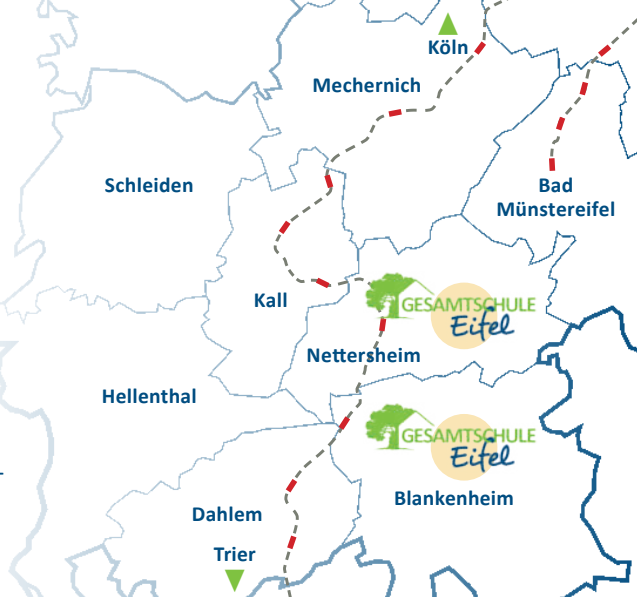 Köln
Mechernich
Schleiden
Bad
Münstereifel
Kall
GESAMTSCHULE
Eifel
Nettersheim
Hellenthal
GESAMTSCHULE
Eifel
Blankenheim
Dahlem
Trier